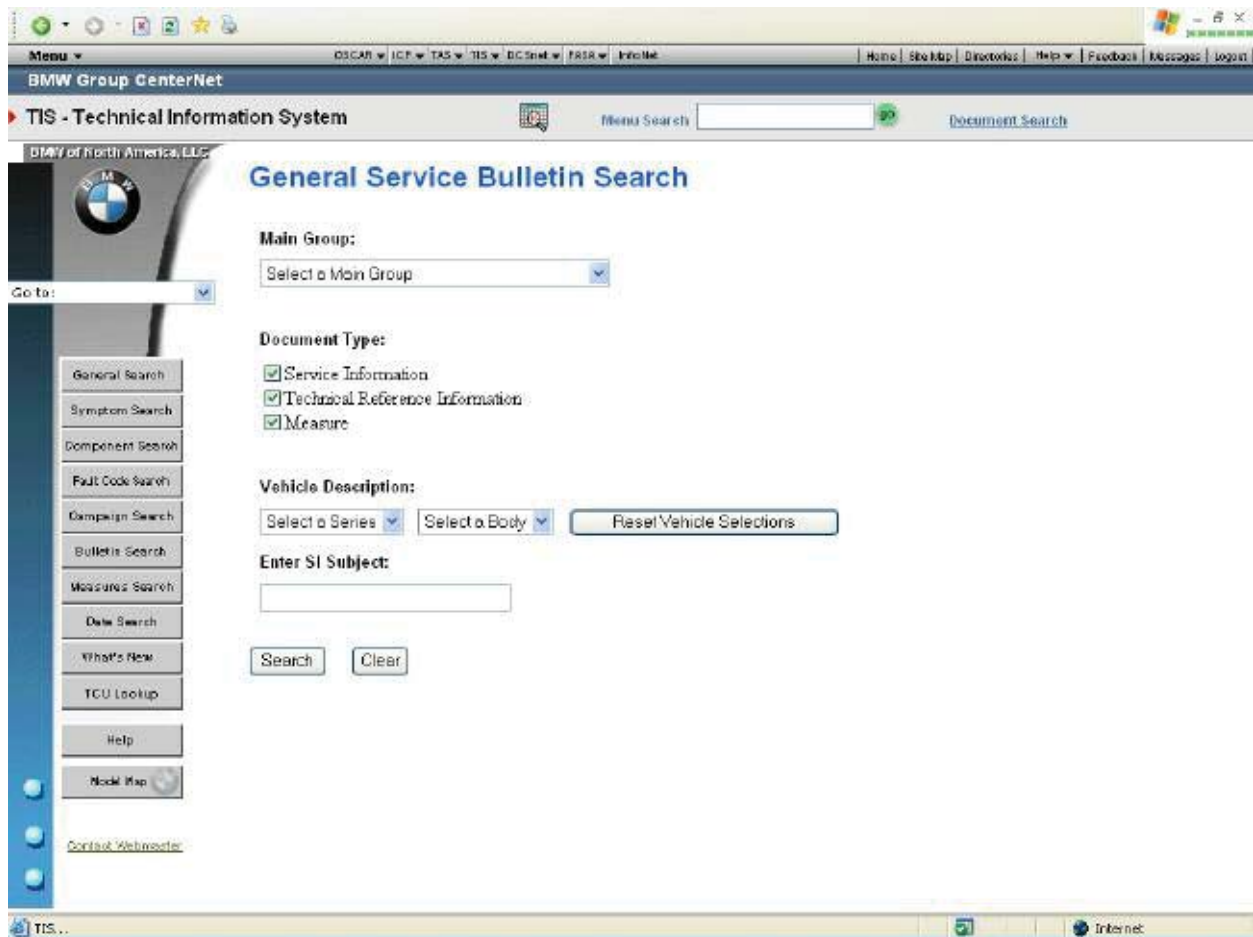 Menu
OSCAR ICP TAS TIS DCSnet FRSR InfoNet
Home | Site Map | Directories | Help | Feedback | Messages | Logout
BMW Group CenterNet
TIS - Technical Information System
Menu Search
GO
Document Search
BMW of North America, LLC
BMW
General Service Bulletin Search
Main Group:
Select a Main Group
Go to:
Document Type:
Service Information
Technical Reference Information
Measure
General Search
Symptom Search
Component Search
Fault Code Search
Campaign Search
Bulletin Search
Measures Search
Date Search
What's New
TCU Lookup
Help
Model Map
Contact Webmaster
Vehicle Description:
Select a Series
Select a Body
Reset Vehicle Selections
Enter SI Subject:
Search
Clear
TIS...
Internet